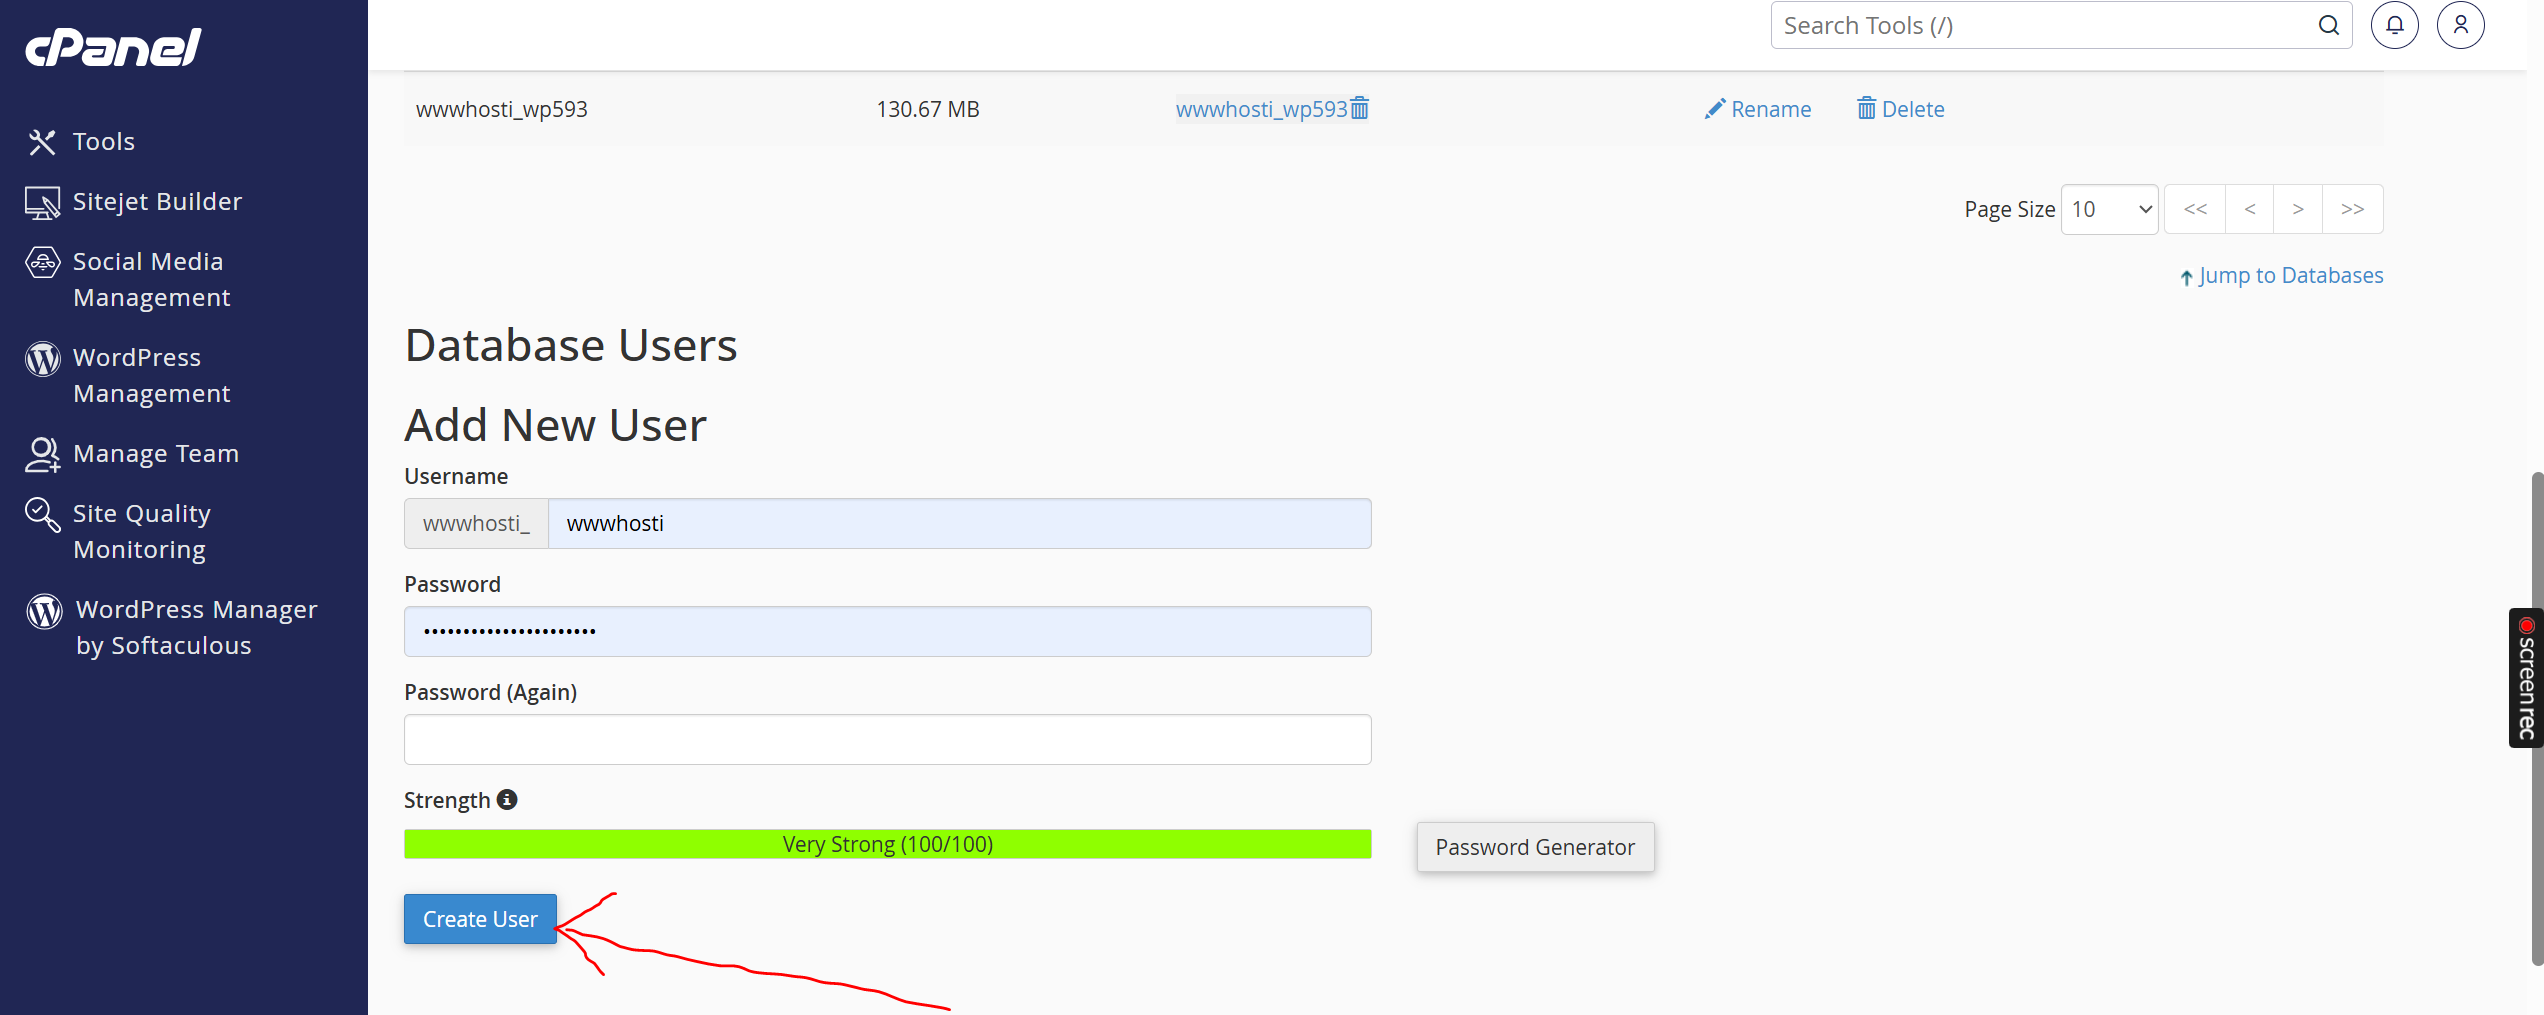 cPanel
Search Tools (/)
Tools
Sitejet Builder
Social Media
Management
WordPress
Management
Manage Team
Site Quality
Monitoring
WordPress Manager
by Softaculous
wwwhosti_wp593 130.67 MB wwwhosti_wp593 Rename Delete
Page Size 10 << < > >>
Jump to Databases
Database Users
Add New User
Username
wwwhosti_ wwwhosti
Password
Password (Again)
Strength
Very Strong (100/100)
Password Generator
Create User
screenrec